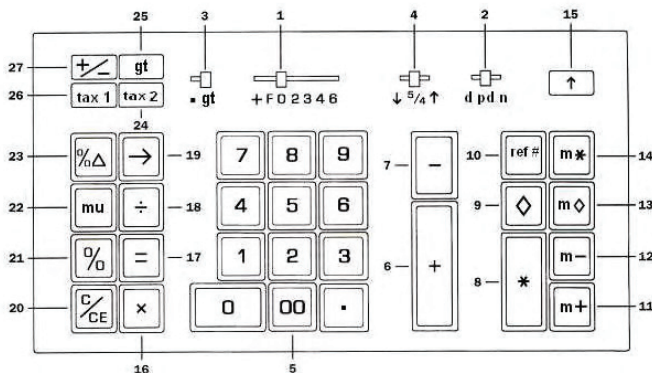 25 3 1 4 2 15
27 +/− gt
. gt + F 0 2 3 4 6 ↓ 5/4 ↑ d pd n ↑
26 tax 1 tax 2
24
23 %Δ → 19 7 8 9 7 − 10 ref # m* 14
22 mu ÷ 18 4 5 6 9 ◇ m◇ 13
21 % = 17 1 2 3 6 + 8 * m− 12
20 C/CE × 0 00 . m+ 11
16 5